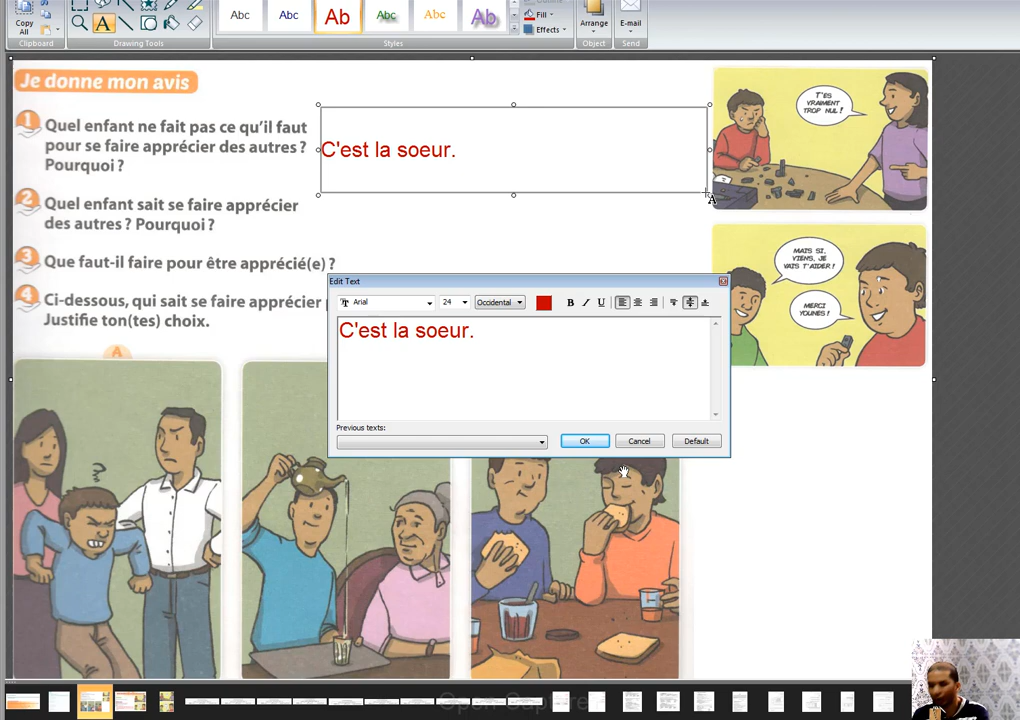 Copy
All
Clipboard
Drawing Tools
Abc
Abc
Ab
Abc
Abc
Ab
Styles
Outline
Fill
Effects
Arrange
Object
E-mail
Send
Je donne mon avis
1 Quel enfant ne fait pas ce qu'il faut
pour se faire apprécier des autres ?
Pourquoi ?
2 Quel enfant sait se faire apprécier
des autres ? Pourquoi ?
3 Que faut-il faire pour être apprécié(e) ?
4 Ci-dessous, qui sait se faire apprécier
Justifie ton(tes) choix.
C'est la soeur.
A
T'ES
VRAIMENT
TROP NUL !
MAIS SI,
VIENS, JE
VAIS T'AIDER !
MERCI
YOUNÈS !
A
Edit Text
Arial
24
Occidental
B I U
C'est la soeur.
Previous texts:
OK
Cancel
Default